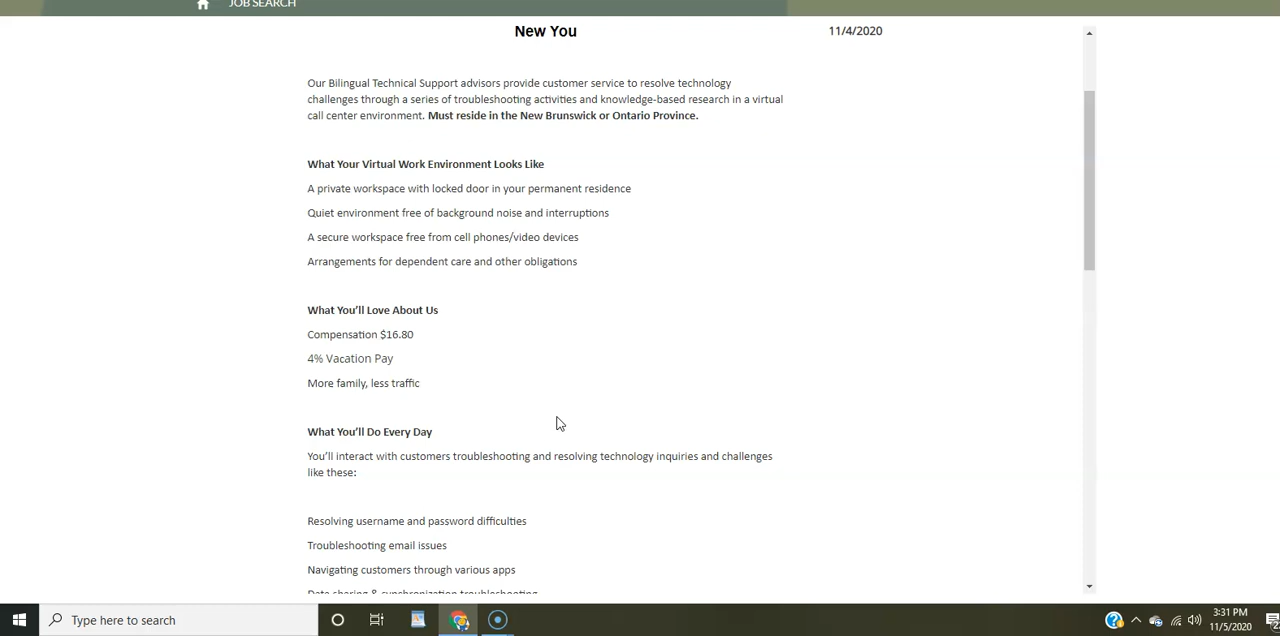 JOB SEARCH
New You
11/4/2020
Our Bilingual Technical Support advisors provide customer service to resolve technology
challenges through a series of troubleshooting activities and knowledge-based research in a virtual
call center environment. Must reside in the New Brunswick or Ontario Province.
What Your Virtual Work Environment Looks Like
A private workspace with locked door in your permanent residence
Quiet environment free of background noise and interruptions
A secure workspace free from cell phones/video devices
Arrangements for dependent care and other obligations
What You'll Love About Us
Compensation $16.80
4% Vacation Pay
More family, less traffic
What You'll Do Every Day
You'll interact with customers troubleshooting and resolving technology inquiries and challenges
like these:
Resolving username and password difficulties
Troubleshooting email issues
Navigating customers through various apps
Data sharing & synchronization troubleshooting
Type here to search
3:31 PM
11/5/2020